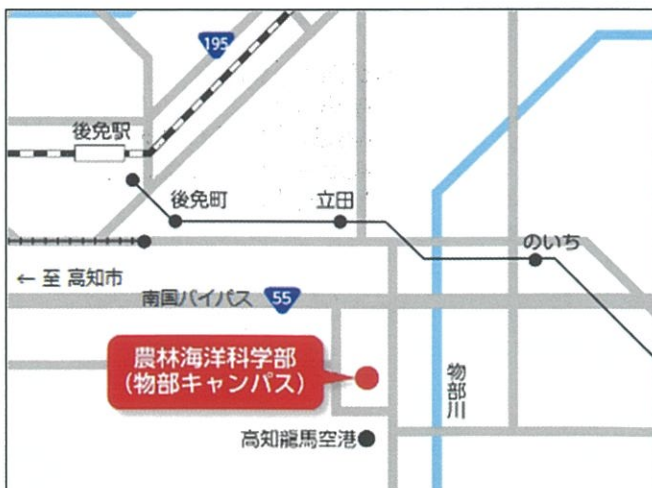 195
後免駅
後免町
立田
のいち
← 至 高知市
南国バイパス
55
農林海洋科学部
(物部キャンパス)
物部川
高知龍馬空港